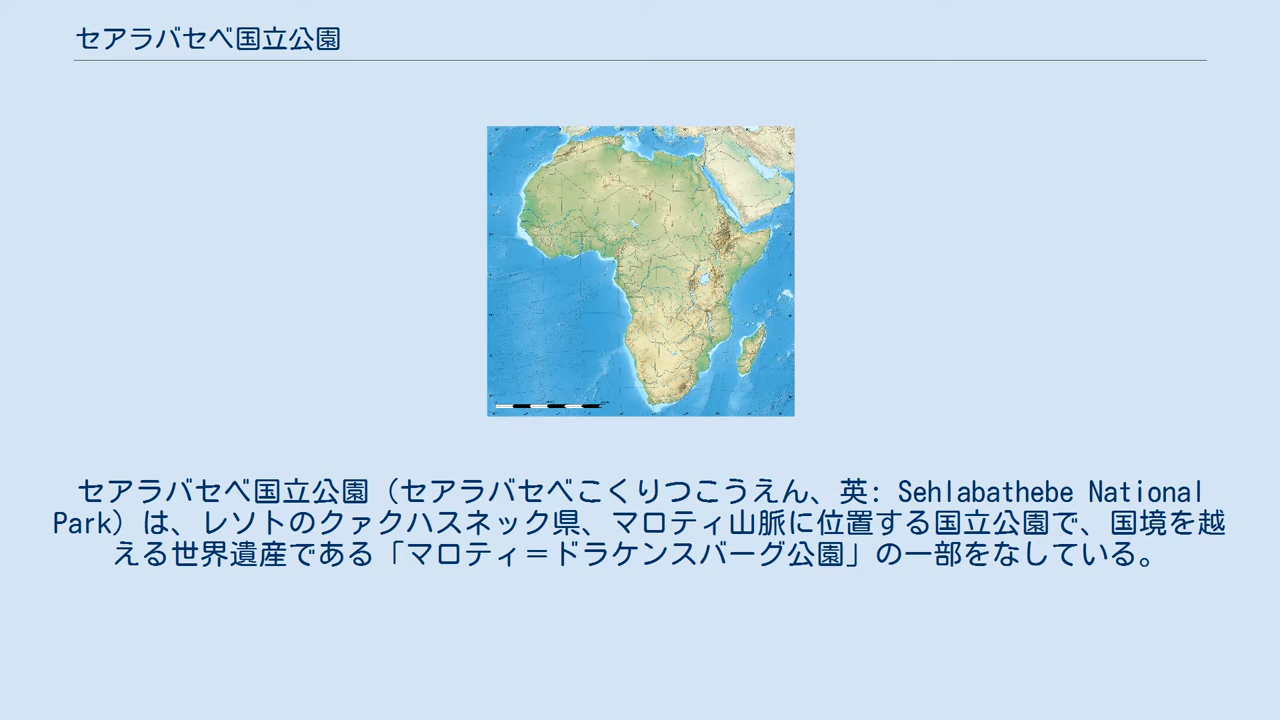 セアラバセベ国立公園
セアラバセベ国立公園（セアラバセベこくりつこうえん、英: Sehlabathebe National
Park）は、レソトのクァクハスネック県、マロティ山脈に位置する国立公園で、国境を越
える世界遺産である「マロティ＝ドラケンスバーグ公園」の一部をなしている。